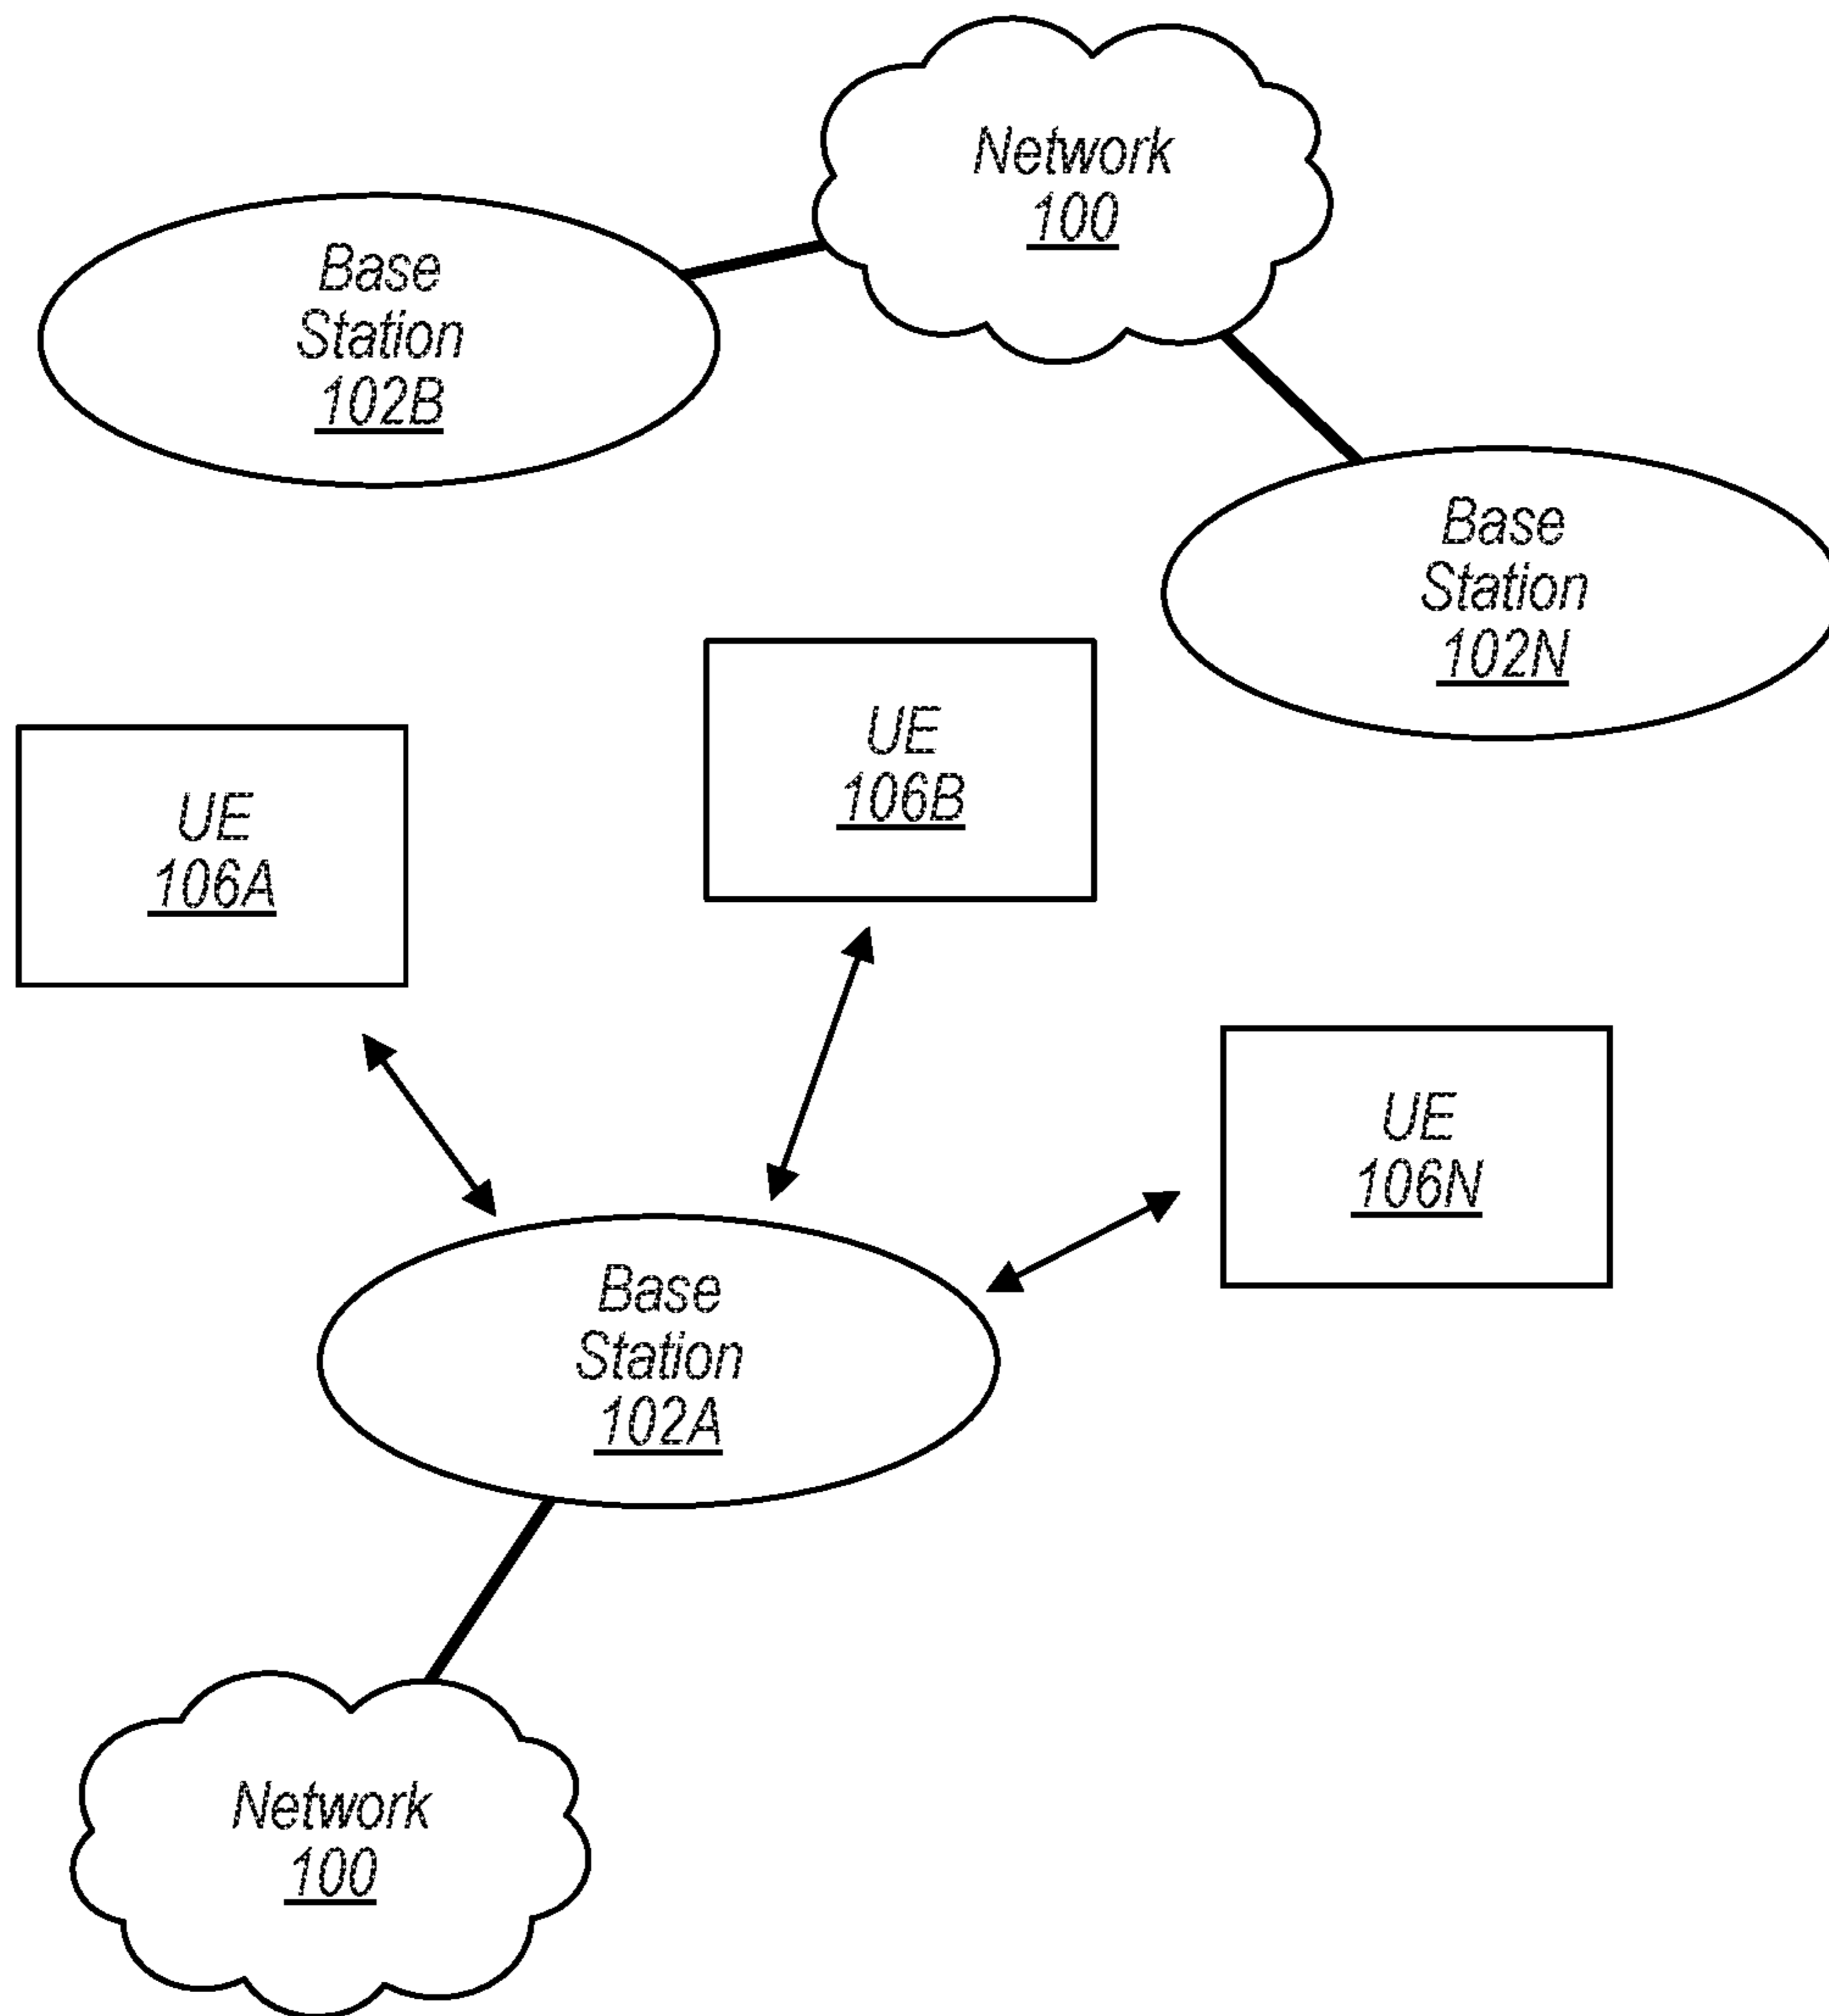 Network
100
Base
Station
102B
Base
Station
102N
UE
106B
UE
106A
UE
106N
Base
Station
102A
Network
100